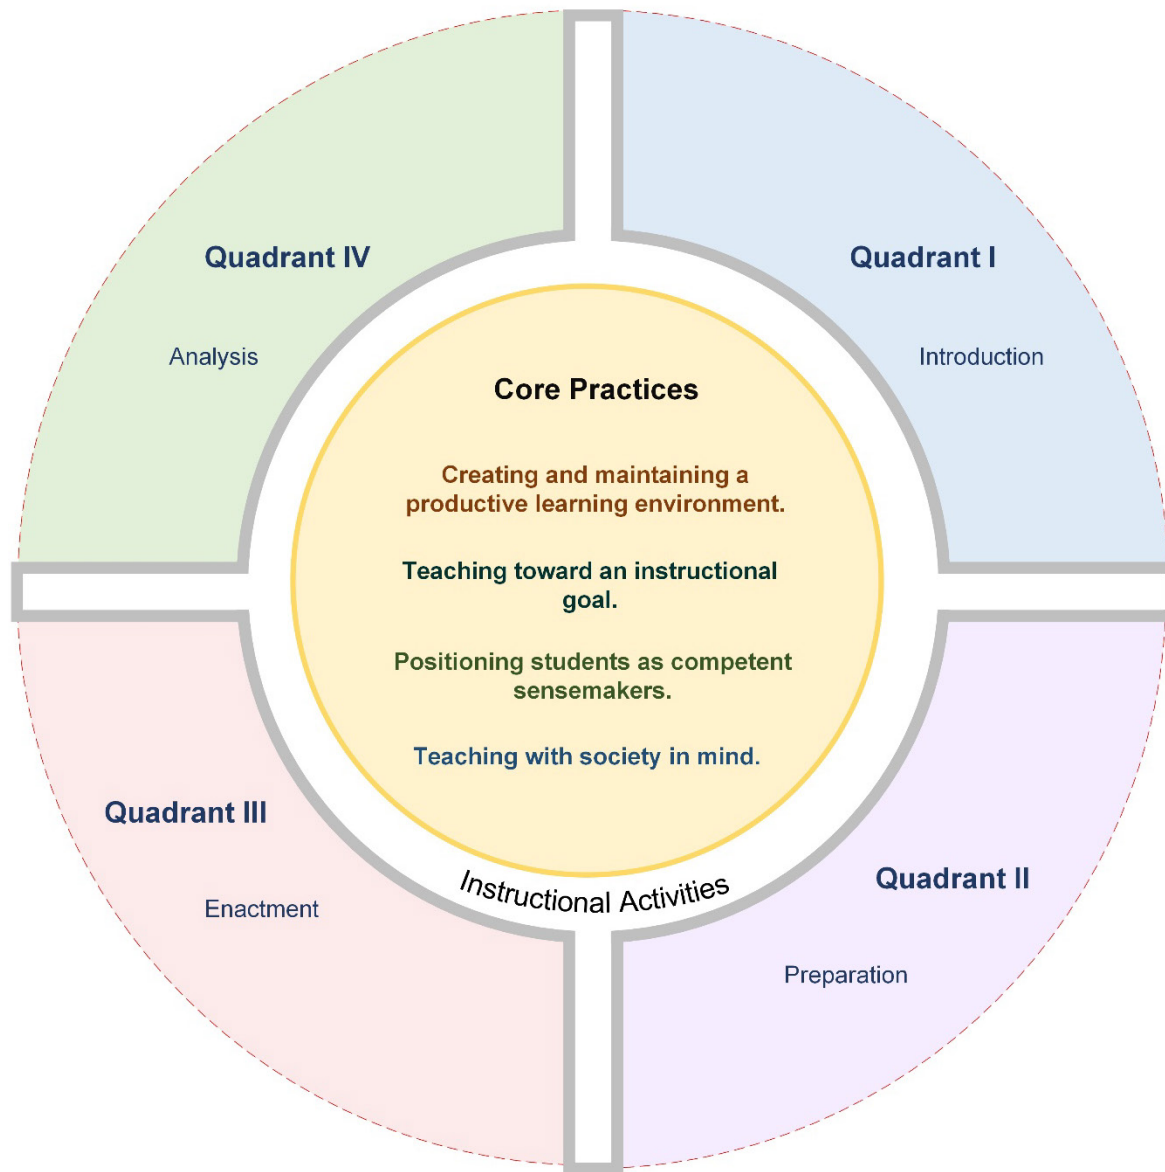 Quadrant IV
Analysis
Quadrant I
Introduction
Core Practices
Creating and maintaining a
productive learning environment.
Teaching toward an instructional
goal.
Positioning students as competent
sensemakers.
Teaching with society in mind.
Quadrant III
Enactment
Instructional Activities
Quadrant II
Preparation